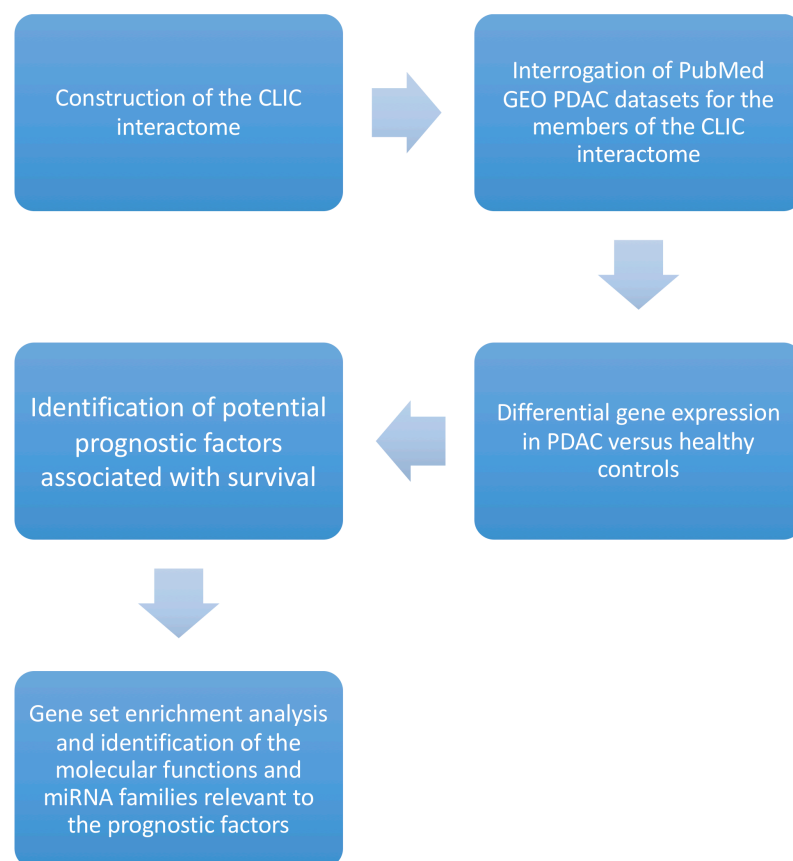 Construction of the CLIC
interactome
Interrogation of PubMed
GEO PDAC datasets for the
members of the CLIC
interactome
Differential gene expression
in PDAC versus healthy
controls
Identification of potential
prognostic factors
associated with survival
Gene set enrichment analysis
and identification of the
molecular functions and
miRNA families relevant to
the prognostic factors